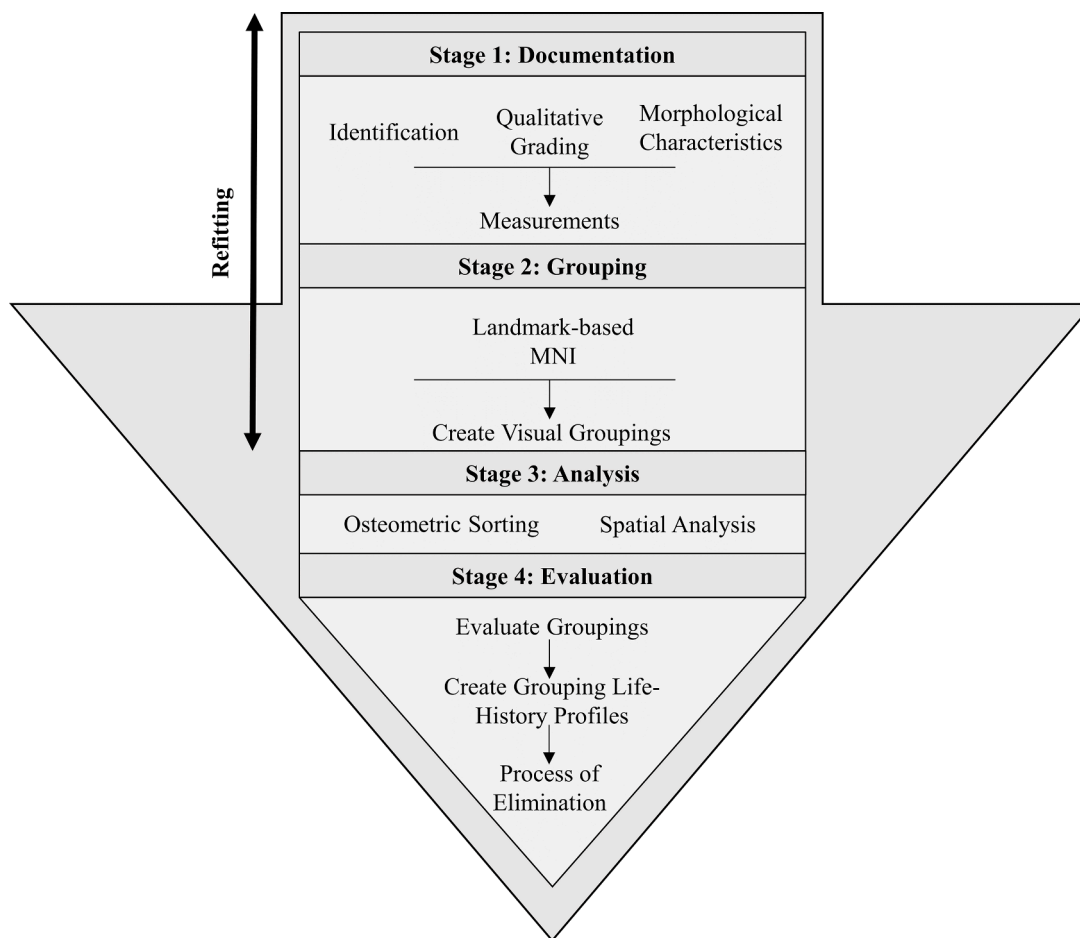 Refitting
Stage 1: Documentation
Identification
Qualitative
Grading
Morphological
Characteristics
Measurements
Stage 2: Grouping
Landmark-based
MNI
Create Visual Groupings
Stage 3: Analysis
Osteometric Sorting
Spatial Analysis
Stage 4: Evaluation
Evaluate Groupings
Create Grouping Life-
History Profiles
Process of
Elimination